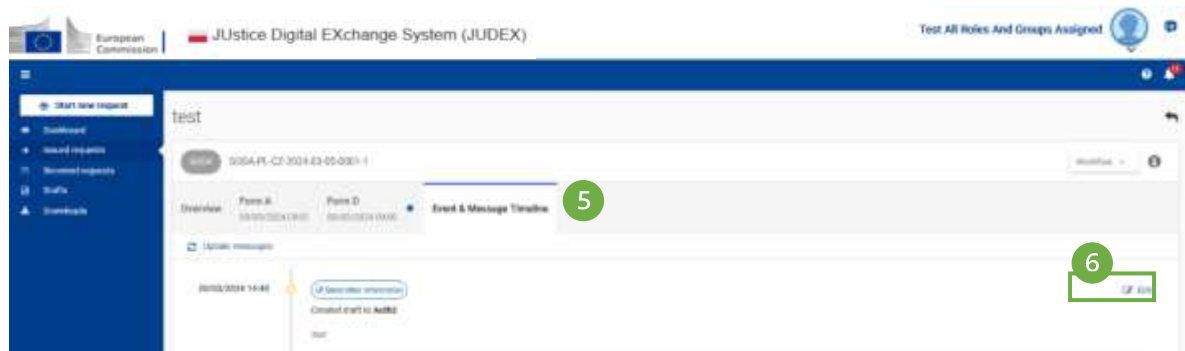 European
Commission
JUstice Digital EXchange System (JUDEX)
Test All Roles And Groups Assigned
Start new request
Dashboard
Issued requests
Received requests
Drafts
Downloads
test
Workflow
Overview
Form A
Form D
Event & Message Timeline
5
Update messages
6
Edit
Created draft to
test